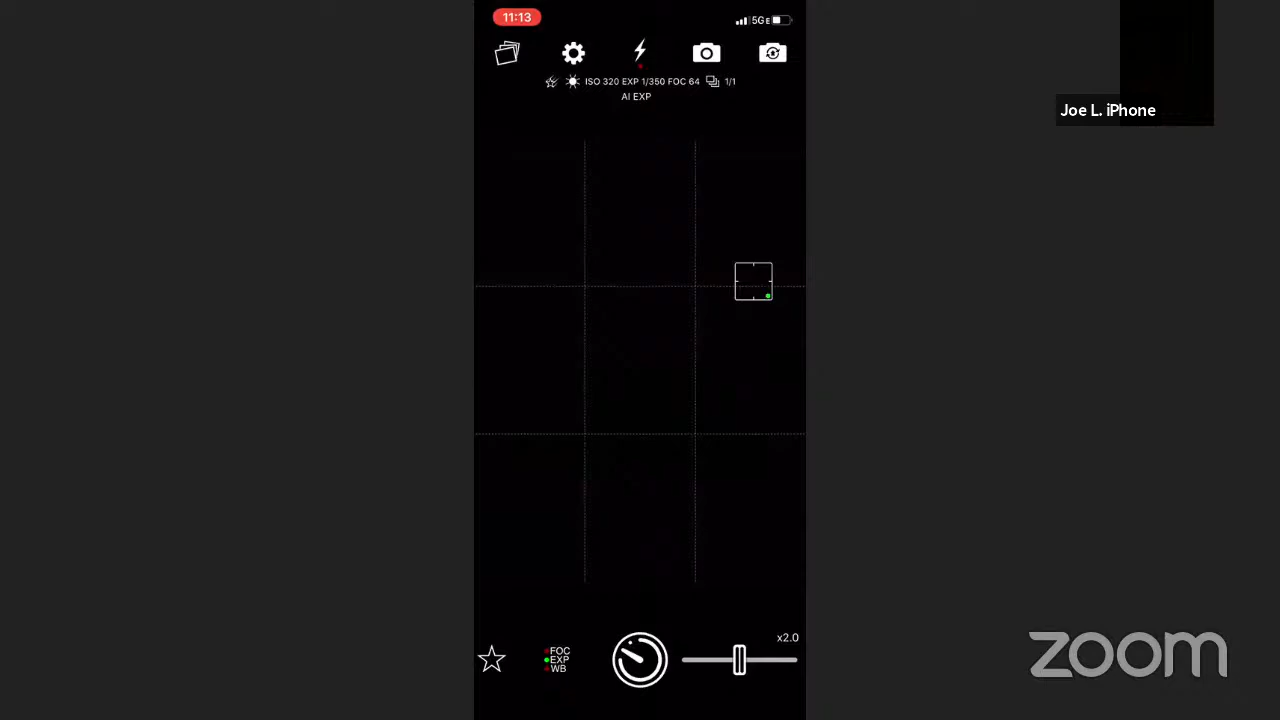 11:13
5GE
ISO 320 EXP 1/350 FOC 64 1/1
AI EXP
Joe L. iPhone
x2.0
FOC
EXP
WB
zoom